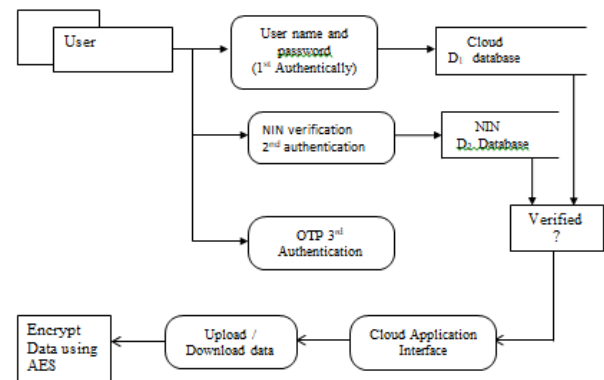 User
User name and
password
(1st Authentically)
Cloud
D1 database
NIN verification
2nd authentication
NIN
D2 Database
OTP 3rd
Authentication
Verified
?
Encrypt
Data using
AES
Upload /
Download data
Cloud Application
Interface